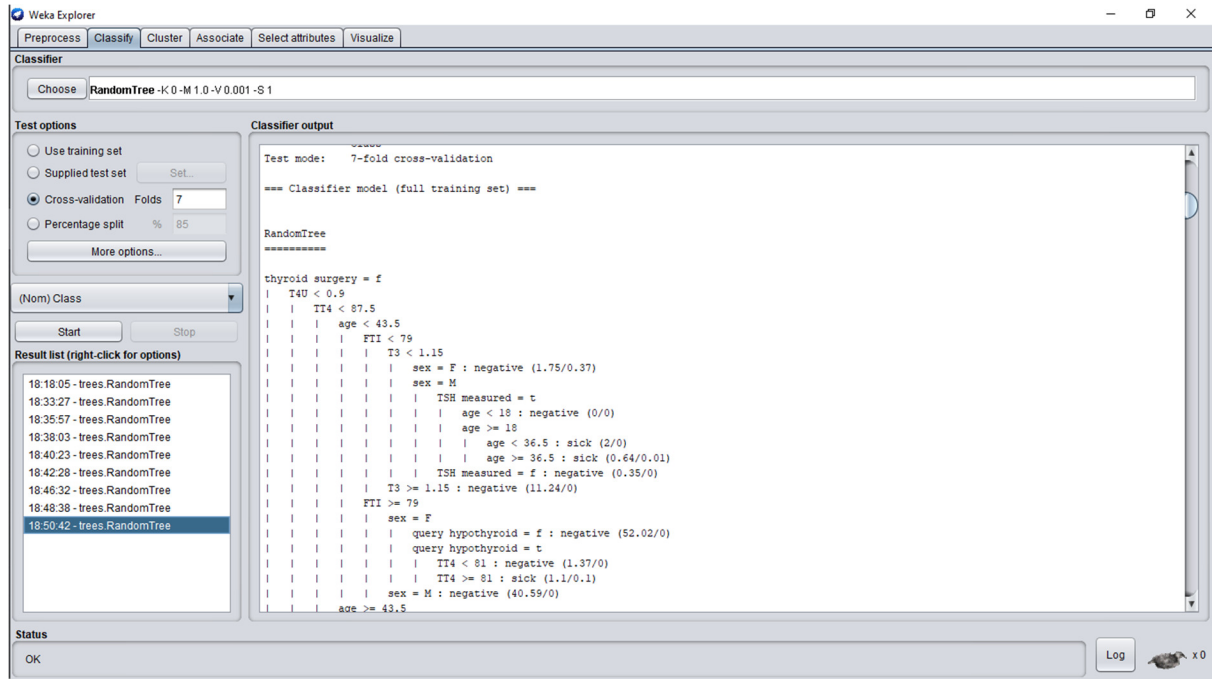 Weka Explorer
Preprocess Classify Cluster Associate Select attributes Visualize
Classifier
Choose RandomTree -K 0 -M 1.0 -V 0.001 -S 1
Test options
Use training set
Supplied test set Set...
Cross-validation Folds 7
Percentage split % 85
More options...
(Nom) Class
Start Stop
Result list (right-click for options)
18:18:05 - trees.RandomTree
18:33:27 - trees.RandomTree
18:35:57 - trees.RandomTree
18:38:03 - trees.RandomTree
18:40:23 - trees.RandomTree
18:42:28 - trees.RandomTree
18:46:32 - trees.RandomTree
18:48:38 - trees.RandomTree
18:50:42 - trees.RandomTree
Classifier output
Test mode:    7-fold cross-validation
=== Classifier model (full training set) ===
RandomTree
==========
thyroid surgery = f
|   T4U < 0.9
|   |   TT4 < 87.5
|   |   |   age < 43.5
|   |   |   |   FTI < 79
|   |   |   |   |   T3 < 1.15
|   |   |   |   |   |   sex = F : negative (1.75/0.37)
|   |   |   |   |   |   sex = M
|   |   |   |   |   |   |   TSH measured = t
|   |   |   |   |   |   |   |   age < 18 : negative (0/0)
|   |   |   |   |   |   |   |   age >= 18
|   |   |   |   |   |   |   |   |   age < 36.5 : sick (2/0)
|   |   |   |   |   |   |   |   |   age >= 36.5 : sick (0.64/0.01)
|   |   |   |   |   |   |   TSH measured = f : negative (0.35/0)
|   |   |   |   |   T3 >= 1.15 : negative (11.24/0)
|   |   |   |   FTI >= 79
|   |   |   |   |   sex = F
|   |   |   |   |   |   query hypothyroid = f : negative (52.02/0)
|   |   |   |   |   |   query hypothyroid = t
|   |   |   |   |   |   |   TT4 < 81 : negative (1.37/0)
|   |   |   |   |   |   |   TT4 >= 81 : sick (1.1/0.1)
|   |   |   |   |   sex = M : negative (40.59/0)
|   |   |   age >= 43.5
Status
OK
Log x 0